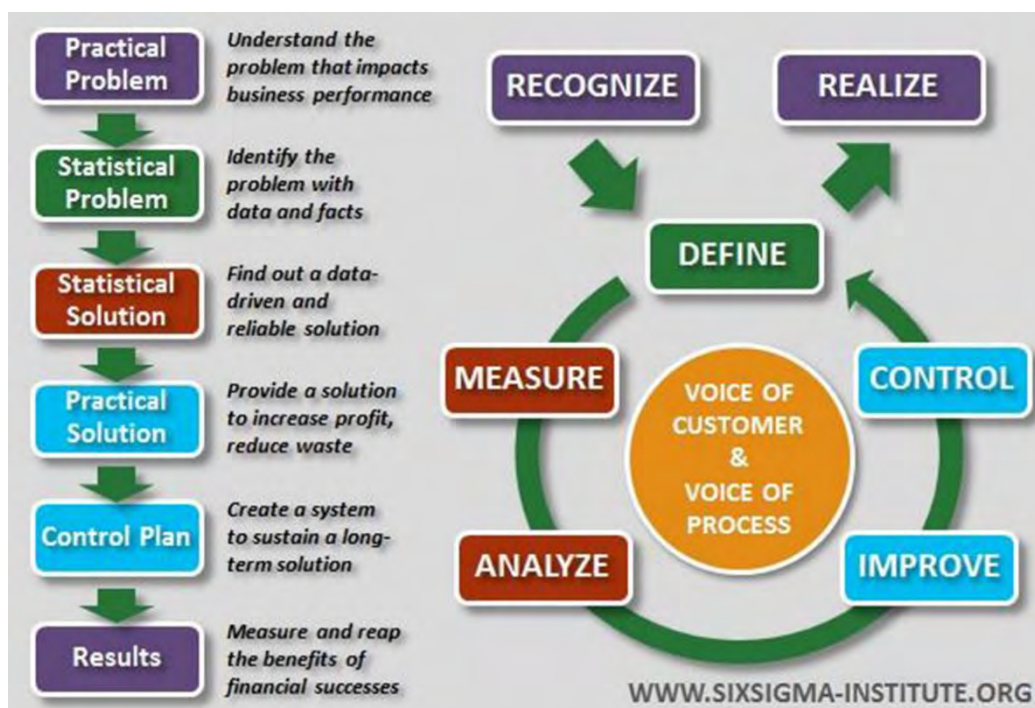 Practical
Problem
Understand the
problem that impacts
business performance
Statistical
Problem
Identify the
problem with
data and facts
Statistical
Solution
Find out a data-
driven and
reliable solution
Practical
Solution
Provide a solution
to increase profit,
reduce waste
Control Plan
Create a system
to sustain a long-
term solution
Results
Measure and reap
the benefits of
financial successes
RECOGNIZE
REALIZE
DEFINE
MEASURE
CONTROL
VOICE OF
CUSTOMER
&
VOICE OF
PROCESS
ANALYZE
IMPROVE
WWW.SIXSIGMA-INSTITUTE.ORG